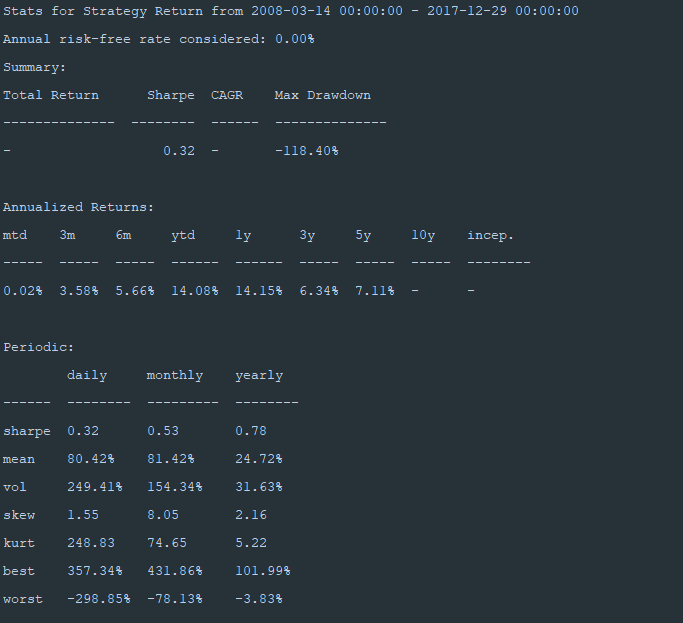 Stats for Strategy Return from 2008-03-14 00:00:00 - 2017-12-29 00:00:00
Annual risk-free rate considered: 0.00%
Summary:
Total Return      Sharpe  CAGR    Max Drawdown
--------------  --------  ------  --------------
-                   0.32  -       -118.40%

Annualized Returns:
mtd    3m     6m     ytd     1y      3y     5y     10y    incep.
-----  -----  -----  ------  ------  -----  -----  -----  --------
0.02%  3.58%  5.66%  14.08%  14.15%  6.34%  7.11%  -      -

Periodic:
        daily     monthly    yearly
------  --------  ---------  --------
sharpe  0.32      0.53       0.78
mean    80.42%    81.42%     24.72%
vol     249.41%   154.34%    31.63%
skew    1.55      8.05       2.16
kurt    248.83    74.65      5.22
best    357.34%   431.86%    101.99%
worst   -298.85%  -78.13%    -3.83%